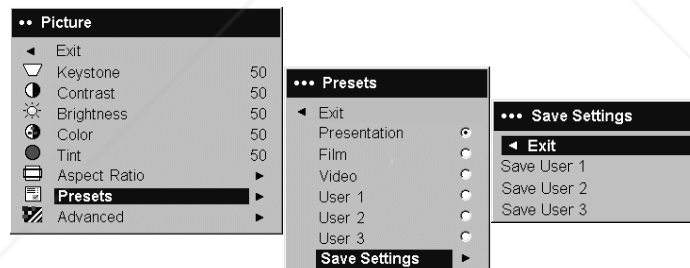 •• Picture
◄ Exit
Keystone 50
Contrast 50
Brightness 50
Color 50
Tint 50
Aspect Ratio ►
Presets ►
Advanced ►
••• Presets
◄ Exit
Presentation
Film
Video
User 1
User 2
User 3
Save Settings ►
••• Save Settings
◄ Exit
Save User 1
Save User 2
Save User 3